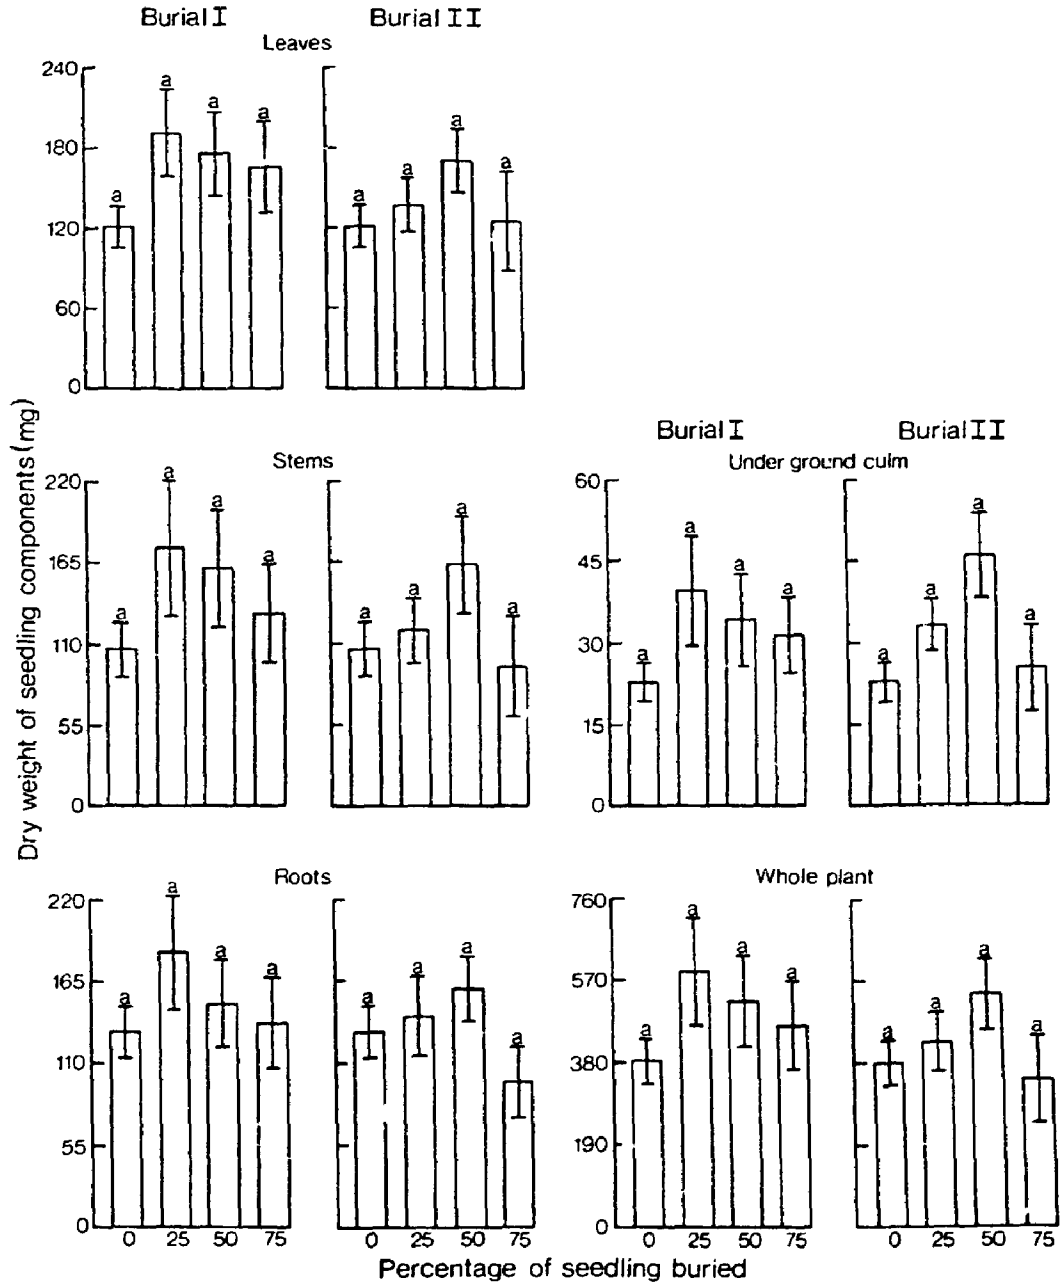 Burial I Burial II
Leaves
240
180
120
60
0
a a a a
a a a a
Dry weight of seedling components (mg)
Stems
220
165
110
55
0
a a a a
a a a a
Burial I Burial II
Under ground culm
60
45
30
15
0
a a a a
a a a a
Roots
220
165
110
55
0
a a a a
a a a a
0 25 50 75
0 25 50 75
Whole plant
760
570
380
190
0
a a a a
a a a a
0 25 50 75
0 25 50 75
Percentage of seedling buried